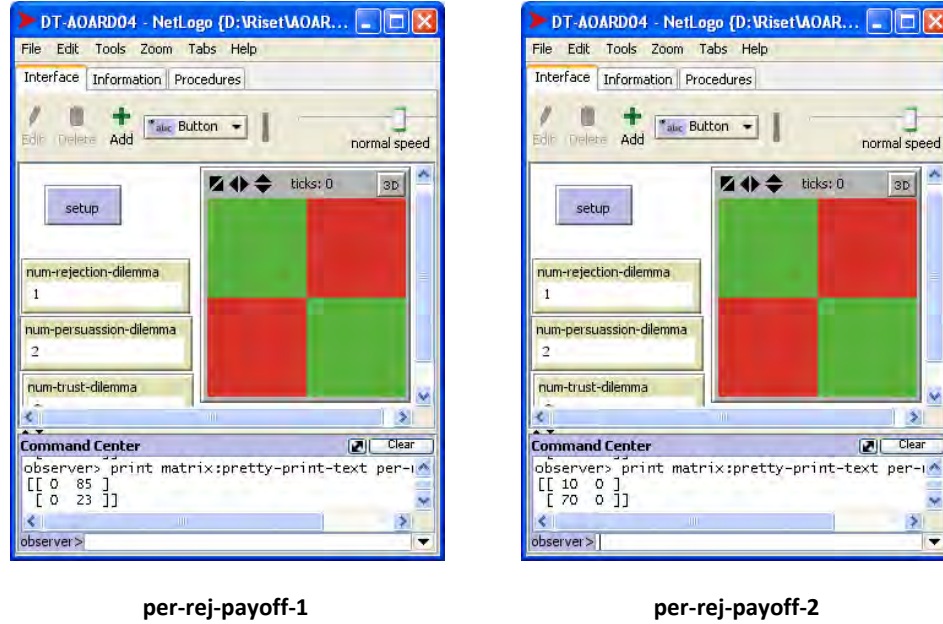 DT-AOARD04 - NetLogo {D:\Riset\AOAR...
File Edit Tools Zoom Tabs Help
Interface Information Procedures
Edit Delete Add abc Button normal speed
ticks: 0 3D
setup
num-rejection-dilemma
1
num-persuassion-dilemma
2
num-trust-dilemma
Command Center Clear
observer> print matrix:pretty-print-text per-
[[ 0 85 ]
[ 0 23 ]]
observer>
per-rej-payoff-1
DT-AOARD04 - NetLogo {D:\Riset\AOAR...
File Edit Tools Zoom Tabs Help
Interface Information Procedures
Edit Delete Add abc Button normal speed
ticks: 0 3D
setup
num-rejection-dilemma
1
num-persuassion-dilemma
2
num-trust-dilemma
Command Center Clear
observer> print matrix:pretty-print-text per-
[[ 10 0 ]
[ 70 0 ]]
observer>
per-rej-payoff-2